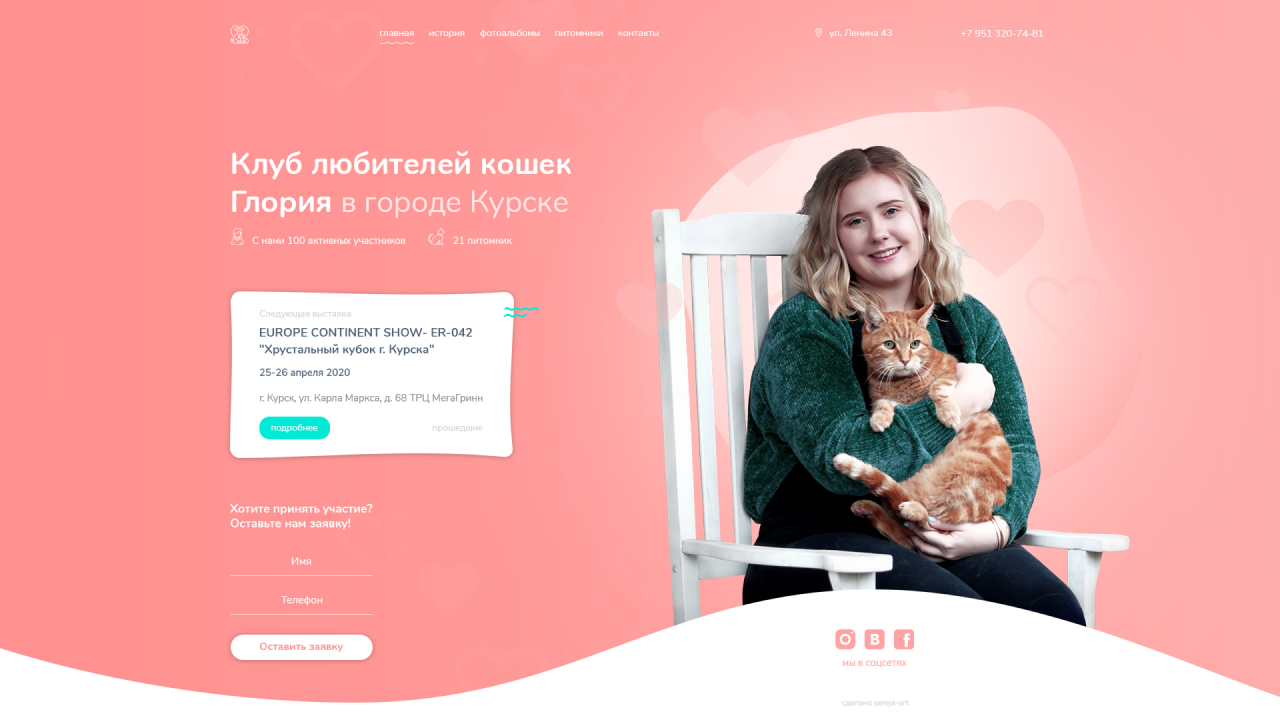 главная история фотоальбомы питомники контакты ул. Ленина 43 +7 951 320-74-81
Клуб любителей кошек
Глория в городе Курске
С нами 100 активных участников 21 питомник
Следующая выставка
EUROPE CONTINENT SHOW- ER-042
"Хрустальный кубок г. Курска"
25-26 апреля 2020
г. Курск, ул. Карла Маркса, д. 68 ТРЦ МегаГринн
подробнее прошедшие
Хотите принять участие?
Оставьте нам заявку!
Имя
Телефон
Оставить заявку
мы в соцсетях
сделано semja-art